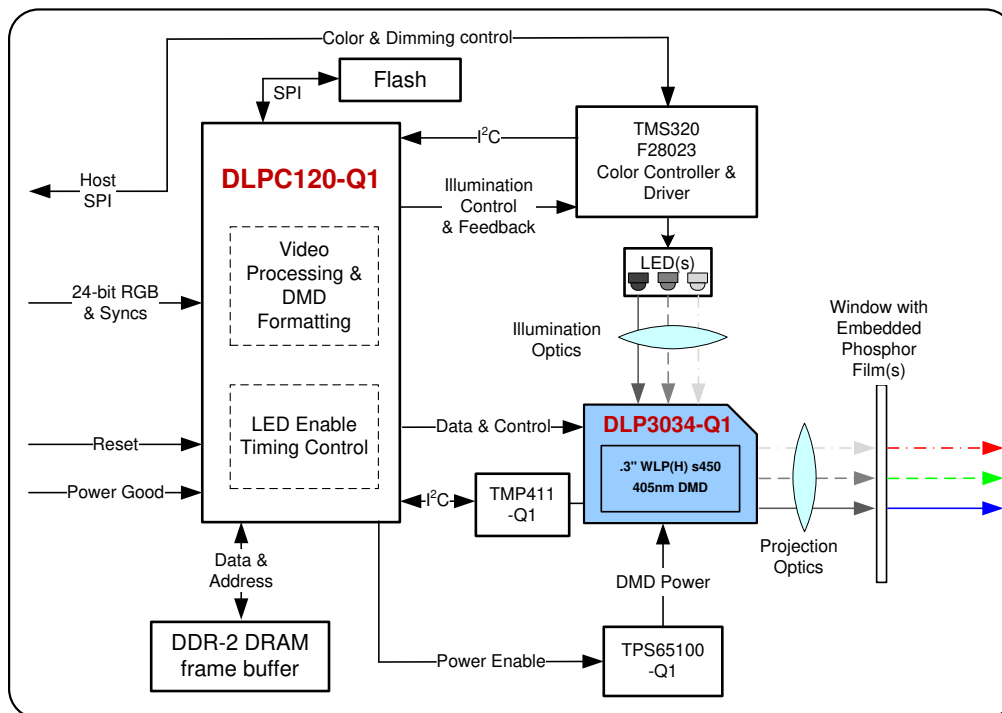 Color & Dimming control
Flash
SPI
TMS320
F28023
Color Controller &
Driver
I²C
DLPC120-Q1
Host
SPI
Illumination
Control
& Feedback
Video
Processing &
DMD
Formatting
LED(s)
24-bit RGB
& Syncs
Illumination
Optics
Window with
Embedded
Phosphor
Film(s)
LED Enable
Timing Control
Reset
Data & Control
DLP3034-Q1
.3" WLP(H) s450
405nm DMD
Power Good
I²C
TMP411
-Q1
Projection
Optics
Data &
Address
DMD Power
DDR-2 DRAM
frame buffer
Power Enable
TPS65100
-Q1